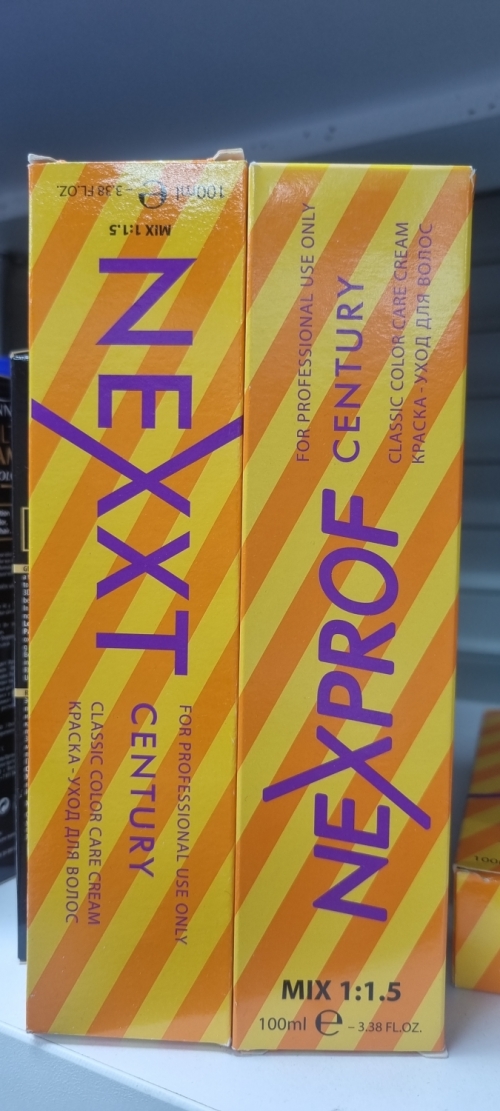 NEXXT
CENTURY
FOR PROFESSIONAL USE ONLY
CLASSIC COLOR CARE CREAM
КРАСКА - УХОД ДЛЯ ВОЛОС
MIX 1:1.5
100ml e – 3.38 FL.OZ.
NEXPROF
CENTURY
FOR PROFESSIONAL USE ONLY
CLASSIC COLOR CARE CREAM
КРАСКА - УХОД ДЛЯ ВОЛОС
MIX 1:1.5
100ml e – 3.38 FL.OZ.